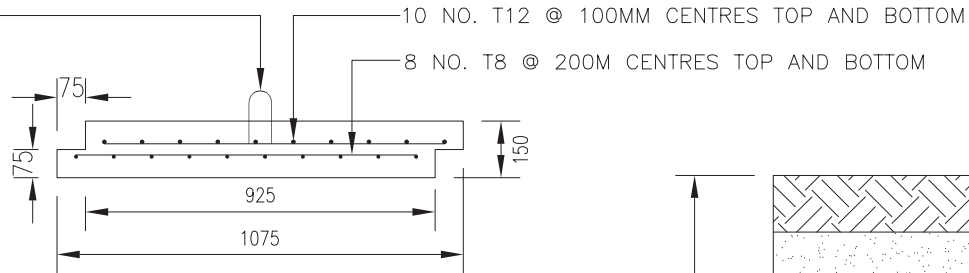 10 NO. T12 @ 100MM CENTRES TOP AND BOTTOM
8 NO. T8 @ 200M CENTRES TOP AND BOTTOM
75
75
150
925
1075